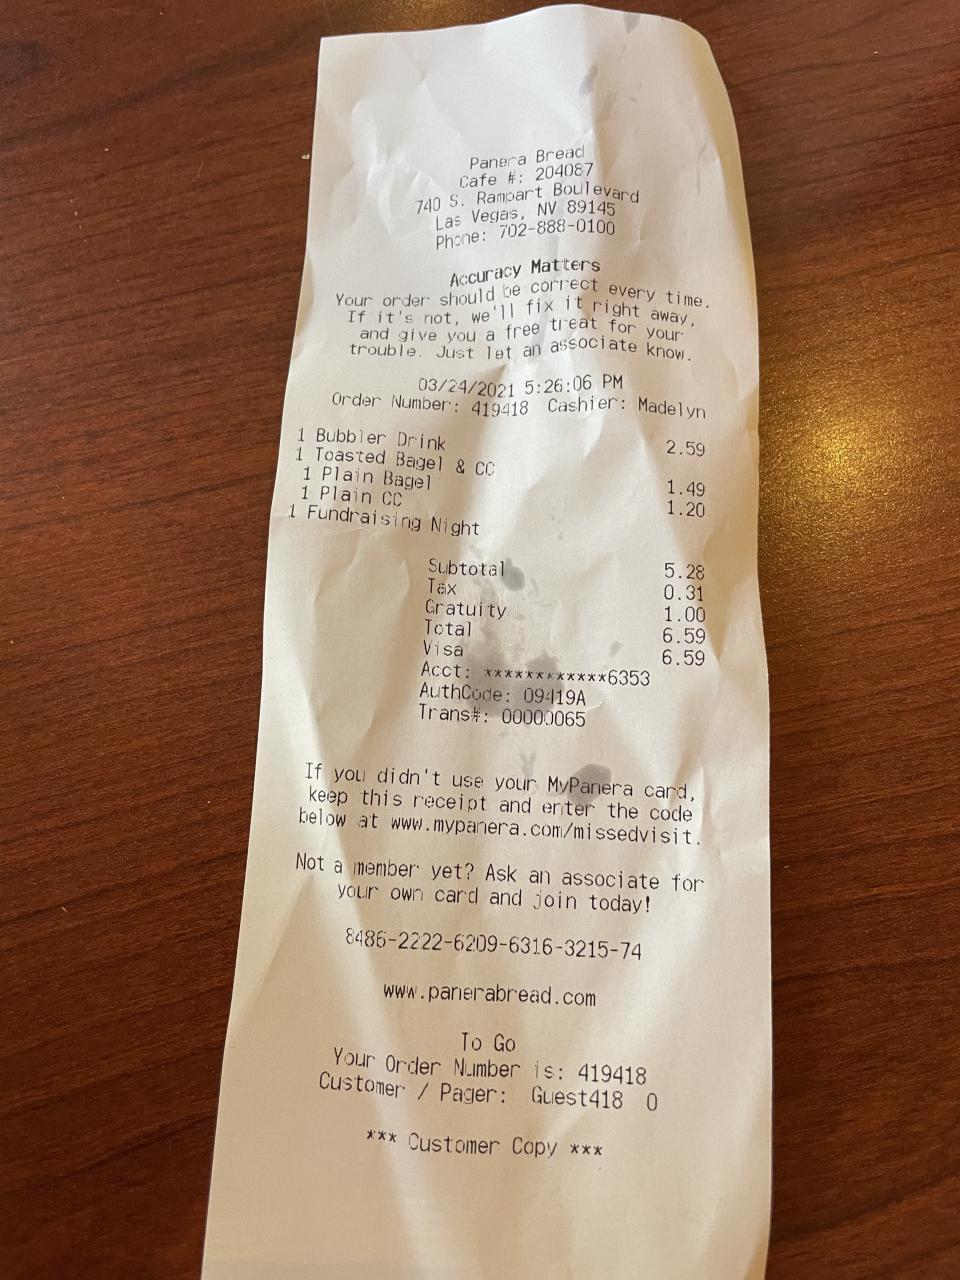 Panera Bread
Cafe #: 204087
740 S. Rampart Boulevard
Las Vegas, NV 89145
Phone: 702-888-0100
Accuracy Matters
Your order should be correct every time.
If it's not, we'll fix it right away,
and give you a free treat for your
trouble. Just let an associate know.
03/24/2021 5:26:06 PM
Order Number: 419418 Cashier: Madelyn
1 Bubbler Drink 2.59
1 Toasted Bagel & CC
1 Plain Bagel 1.49
1 Plain CC 1.20
1 Fundraising Night
Subtotal 5.28
Tax 0.31
Gratuity 1.00
Total 6.59
Visa 6.59
Acct: ************6353
AuthCode: 09419A
Trans#: 00000065
If you didn't use your MyPanera card,
keep this receipt and enter the code
below at www.mypanera.com/missedvisit.
Not a member yet? Ask an associate for
your own card and join today!
8486-2222-6209-6316-3215-74
www.panerabread.com
To Go
Your Order Number is: 419418
Customer / Pager: Guest418 0
*** Customer Copy ***